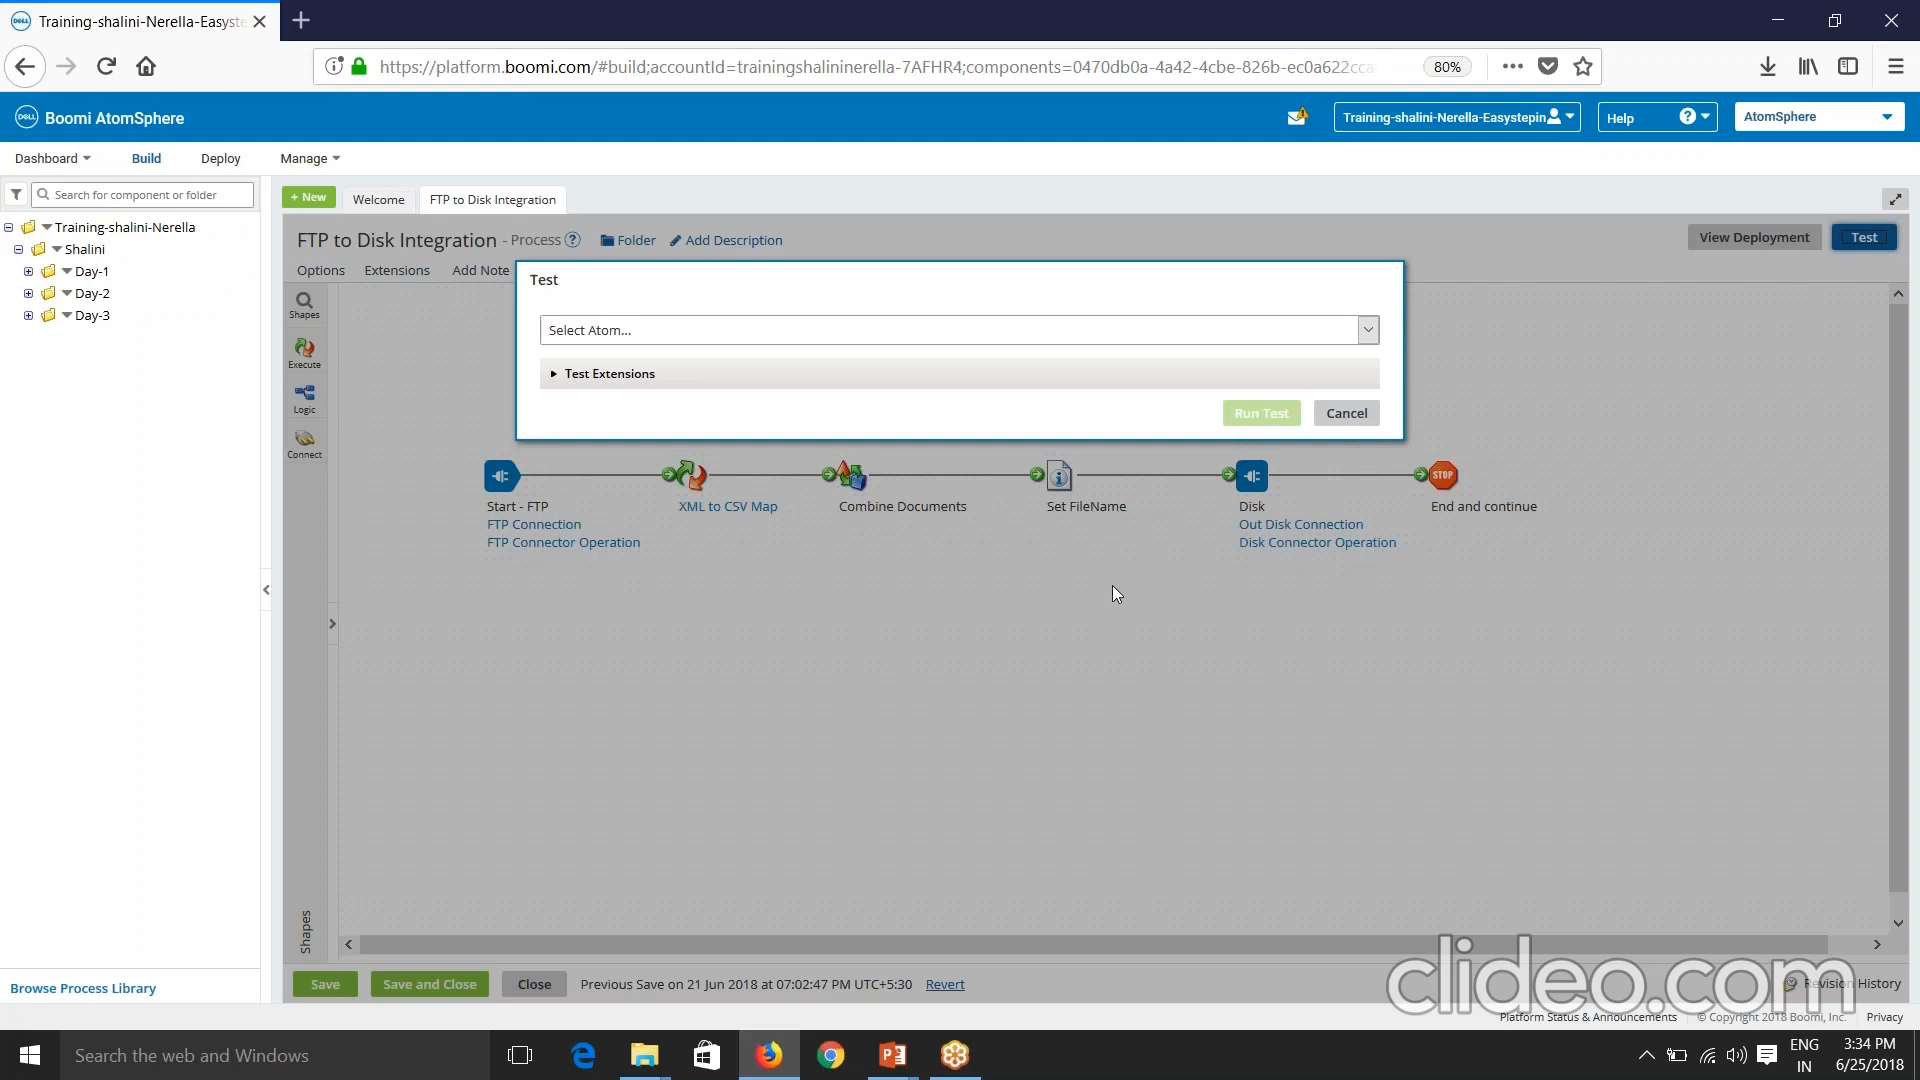 Training-shalini-Nerella-Easyste
https://platform.boomi.com/#build;accountId=trainingshalininerella-7AFHR4;components=0470db0a-4a42-4cbe-826b-ec0a622cca
80%
DELL Boomi AtomSphere
Training-shalini-Nerella-Easystepin
Help
AtomSphere
Dashboard Build Deploy Manage
Search for component or folder
+ New Welcome FTP to Disk Integration
Training-shalini-Nerella
Shalini
Day-1
Day-2
Day-3
FTP to Disk Integration - Process ? Folder Add Description
View Deployment Test
Options Extensions Add Note
Shapes
Execute
Logic
Connect
Test
Select Atom...
Test Extensions
Run Test Cancel
Start - FTP
FTP Connection
FTP Connector Operation
XML to CSV Map
Combine Documents
Set FileName
Disk
Out Disk Connection
Disk Connector Operation
STOP
End and continue
Shapes
Save Save and Close Close Previous Save on 21 Jun 2018 at 07:02:47 PM UTC+5:30 Revert
Revision History
clideo.com
Browse Process Library
Platform Status & Announcements © Copyright 2018 Boomi, Inc. Privacy
Search the web and Windows
ENG
IN
3:34 PM
6/25/2018